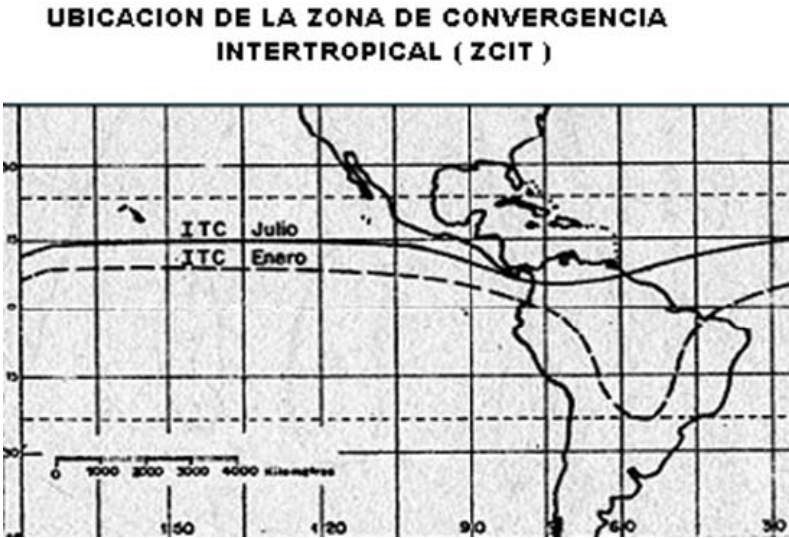 UBICACION DE LA ZONA DE CONVERGENCIA
INTERTROPICAL ( ZCIT )
ITC Julio
ITC Enero
0 1000 2000 3000 4000 Kilometros
150 120 90 60 30